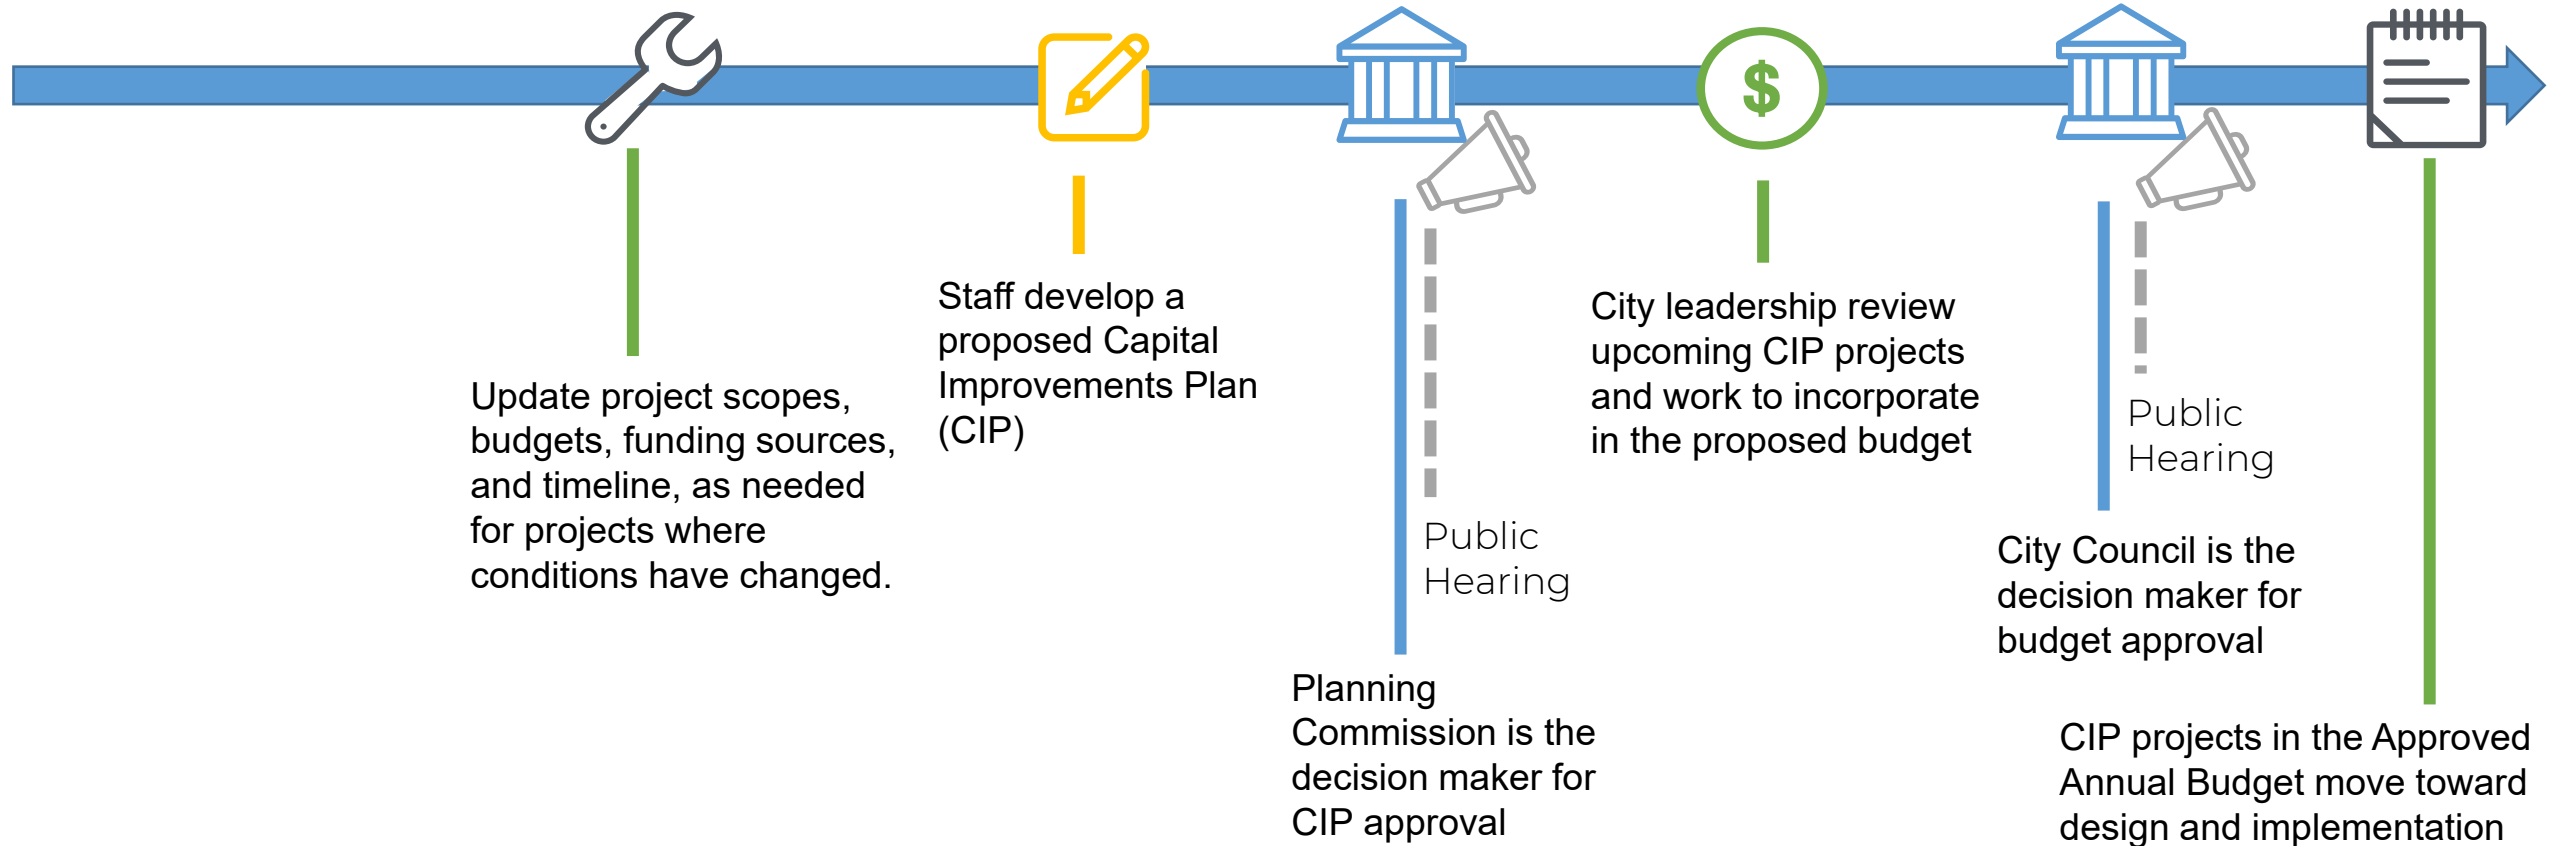 $
Update project scopes,
budgets, funding sources,
and timeline, as needed
for projects where
conditions have changed.
Staff develop a
proposed Capital
Improvements Plan
(CIP)
Public
Hearing
Planning
Commission is the
decision maker for
CIP approval
City leadership review
upcoming CIP projects
and work to incorporate
in the proposed budget
Public
Hearing
City Council is the
decision maker for
budget approval
CIP projects in the Approved
Annual Budget move toward
design and implementation